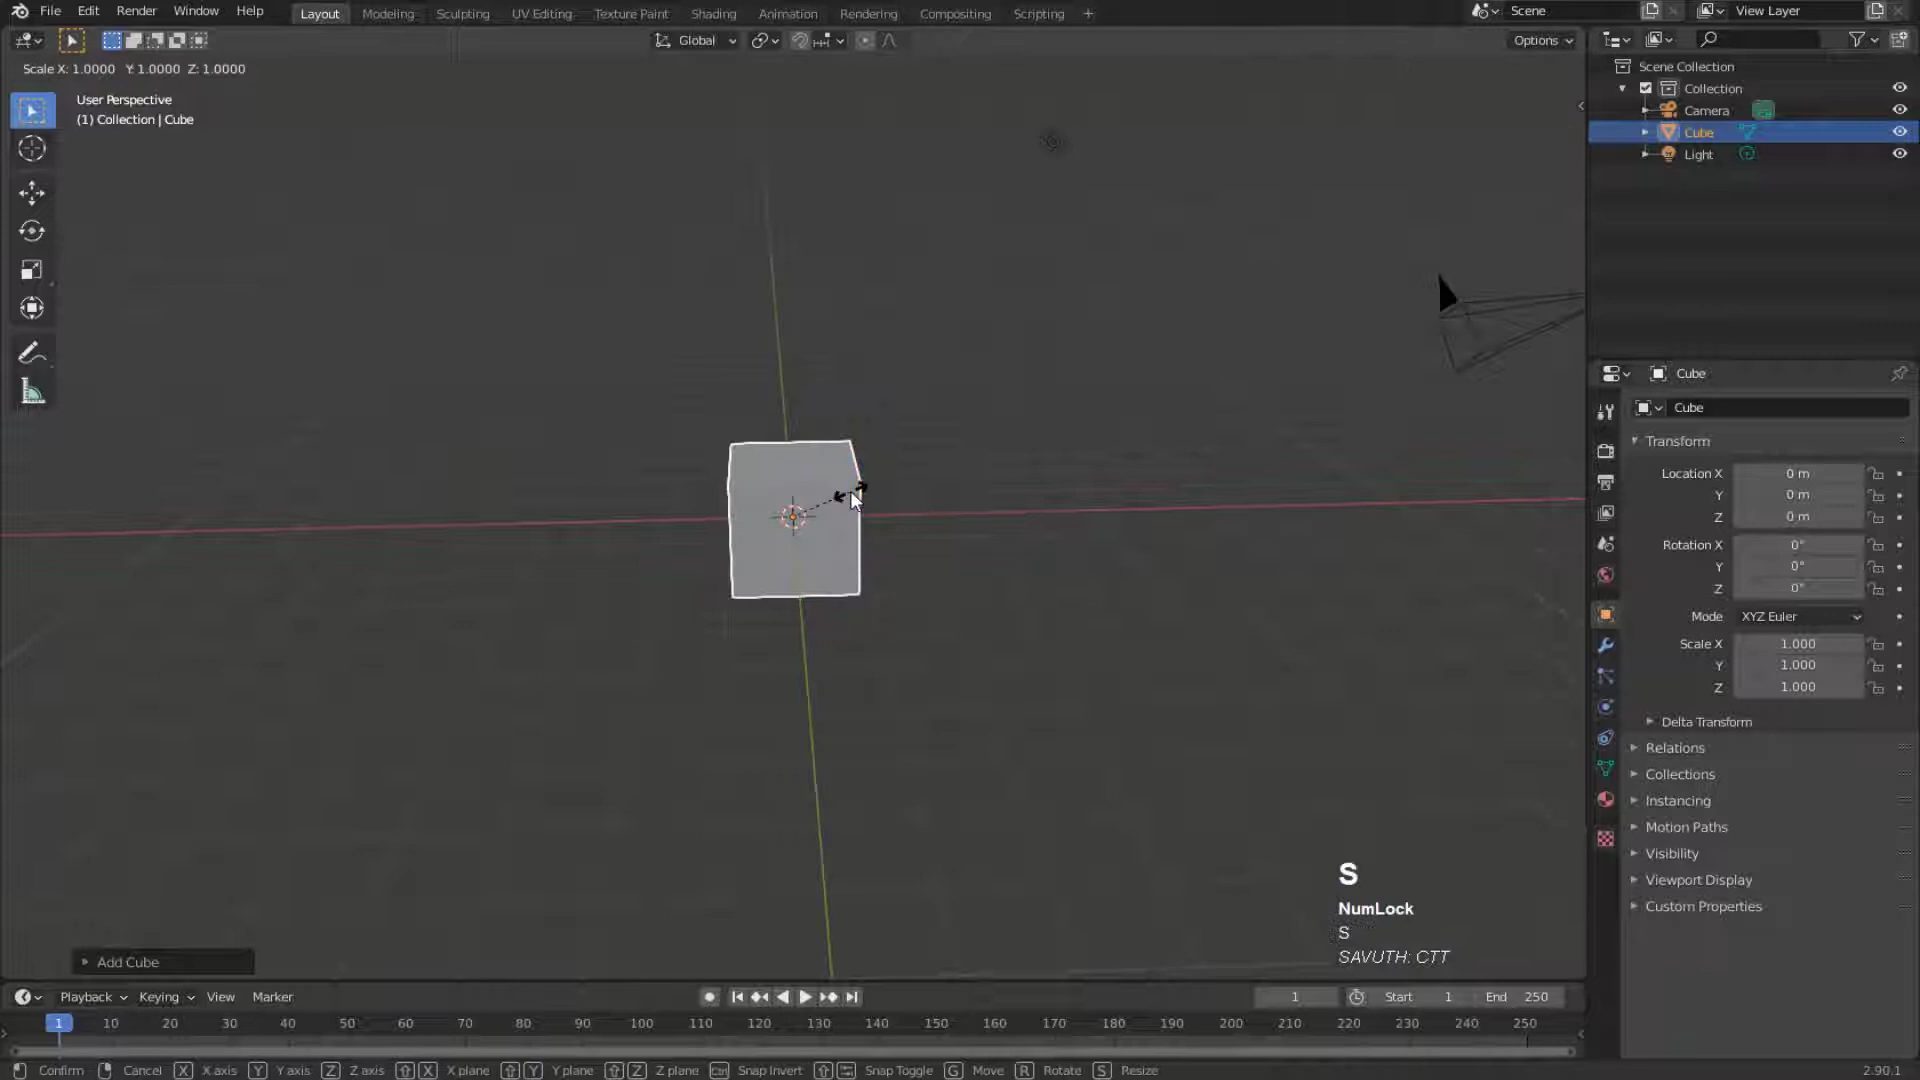 File Edit Render Window Help
Layout Modeling Sculpting UV Editing Texture Paint Shading Animation Rendering Compositing Scripting +
Scene
View Layer
Global
Options
Scale X: 1.0000 Y: 1.0000 Z: 1.0000
User Perspective
(1) Collection | Cube
Scene Collection
Collection
Camera
Cube
Light
Cube
Cube
Transform
Location X 0 m
Y 0 m
Z 0 m
Rotation X 0°
Y 0°
Z 0°
Mode XYZ Euler
Scale X 1.000
Y 1.000
Z 1.000
Delta Transform
Relations
Collections
Instancing
Motion Paths
Visibility
Viewport Display
Custom Properties
S
NumLock
S
SAVUTH: CTT
Add Cube
Playback Keying View Marker
1
Start 1 End 250
1 10 20 30 40 50 60 70 80 90 100 110 120 130 140 150 160 170 180 190 200 210 220 230 240 250
Confirm Cancel X X axis Y Y axis Z Z axis X X plane Y Y plane Z Z plane Ctrl Snap Invert Snap Toggle G Move R Rotate S Resize
2.90.1